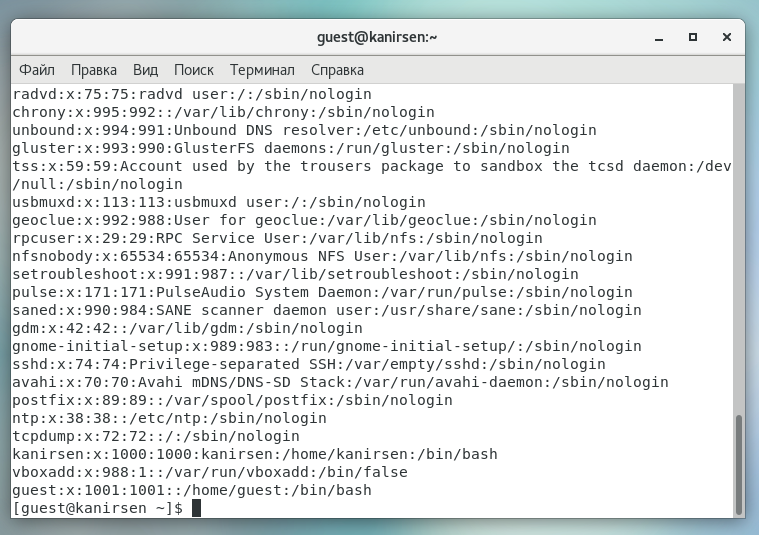 guest@kanirsen:~
Файл Правка Вид Поиск Терминал Справка
radvd:x:75:75:radvd user:/:/sbin/nologin
chrony:x:995:992::/var/lib/chrony:/sbin/nologin
unbound:x:994:991:Unbound DNS resolver:/etc/unbound:/sbin/nologin
gluster:x:993:990:GlusterFS daemons:/run/gluster:/sbin/nologin
tss:x:59:59:Account used by the trousers package to sandbox the tcsd daemon:/dev
/null:/sbin/nologin
usbmuxd:x:113:113:usbmuxd user:/:/sbin/nologin
geoclue:x:992:988:User for geoclue:/var/lib/geoclue:/sbin/nologin
rpcuser:x:29:29:RPC Service User:/var/lib/nfs:/sbin/nologin
nfsnobody:x:65534:65534:Anonymous NFS User:/var/lib/nfs:/sbin/nologin
setroubleshoot:x:991:987::/var/lib/setroubleshoot:/sbin/nologin
pulse:x:171:171:PulseAudio System Daemon:/var/run/pulse:/sbin/nologin
saned:x:990:984:SANE scanner daemon user:/usr/share/sane:/sbin/nologin
gdm:x:42:42::/var/lib/gdm:/sbin/nologin
gnome-initial-setup:x:989:983::/run/gnome-initial-setup/:/sbin/nologin
sshd:x:74:74:Privilege-separated SSH:/var/empty/sshd:/sbin/nologin
avahi:x:70:70:Avahi mDNS/DNS-SD Stack:/var/run/avahi-daemon:/sbin/nologin
postfix:x:89:89::/var/spool/postfix:/sbin/nologin
ntp:x:38:38::/etc/ntp:/sbin/nologin
tcpdump:x:72:72::/:/sbin/nologin
kanirsen:x:1000:1000:kanirsen:/home/kanirsen:/bin/bash
vboxadd:x:988:1::/var/run/vboxadd:/bin/false
guest:x:1001:1001::/home/guest:/bin/bash
[guest@kanirsen ~]$